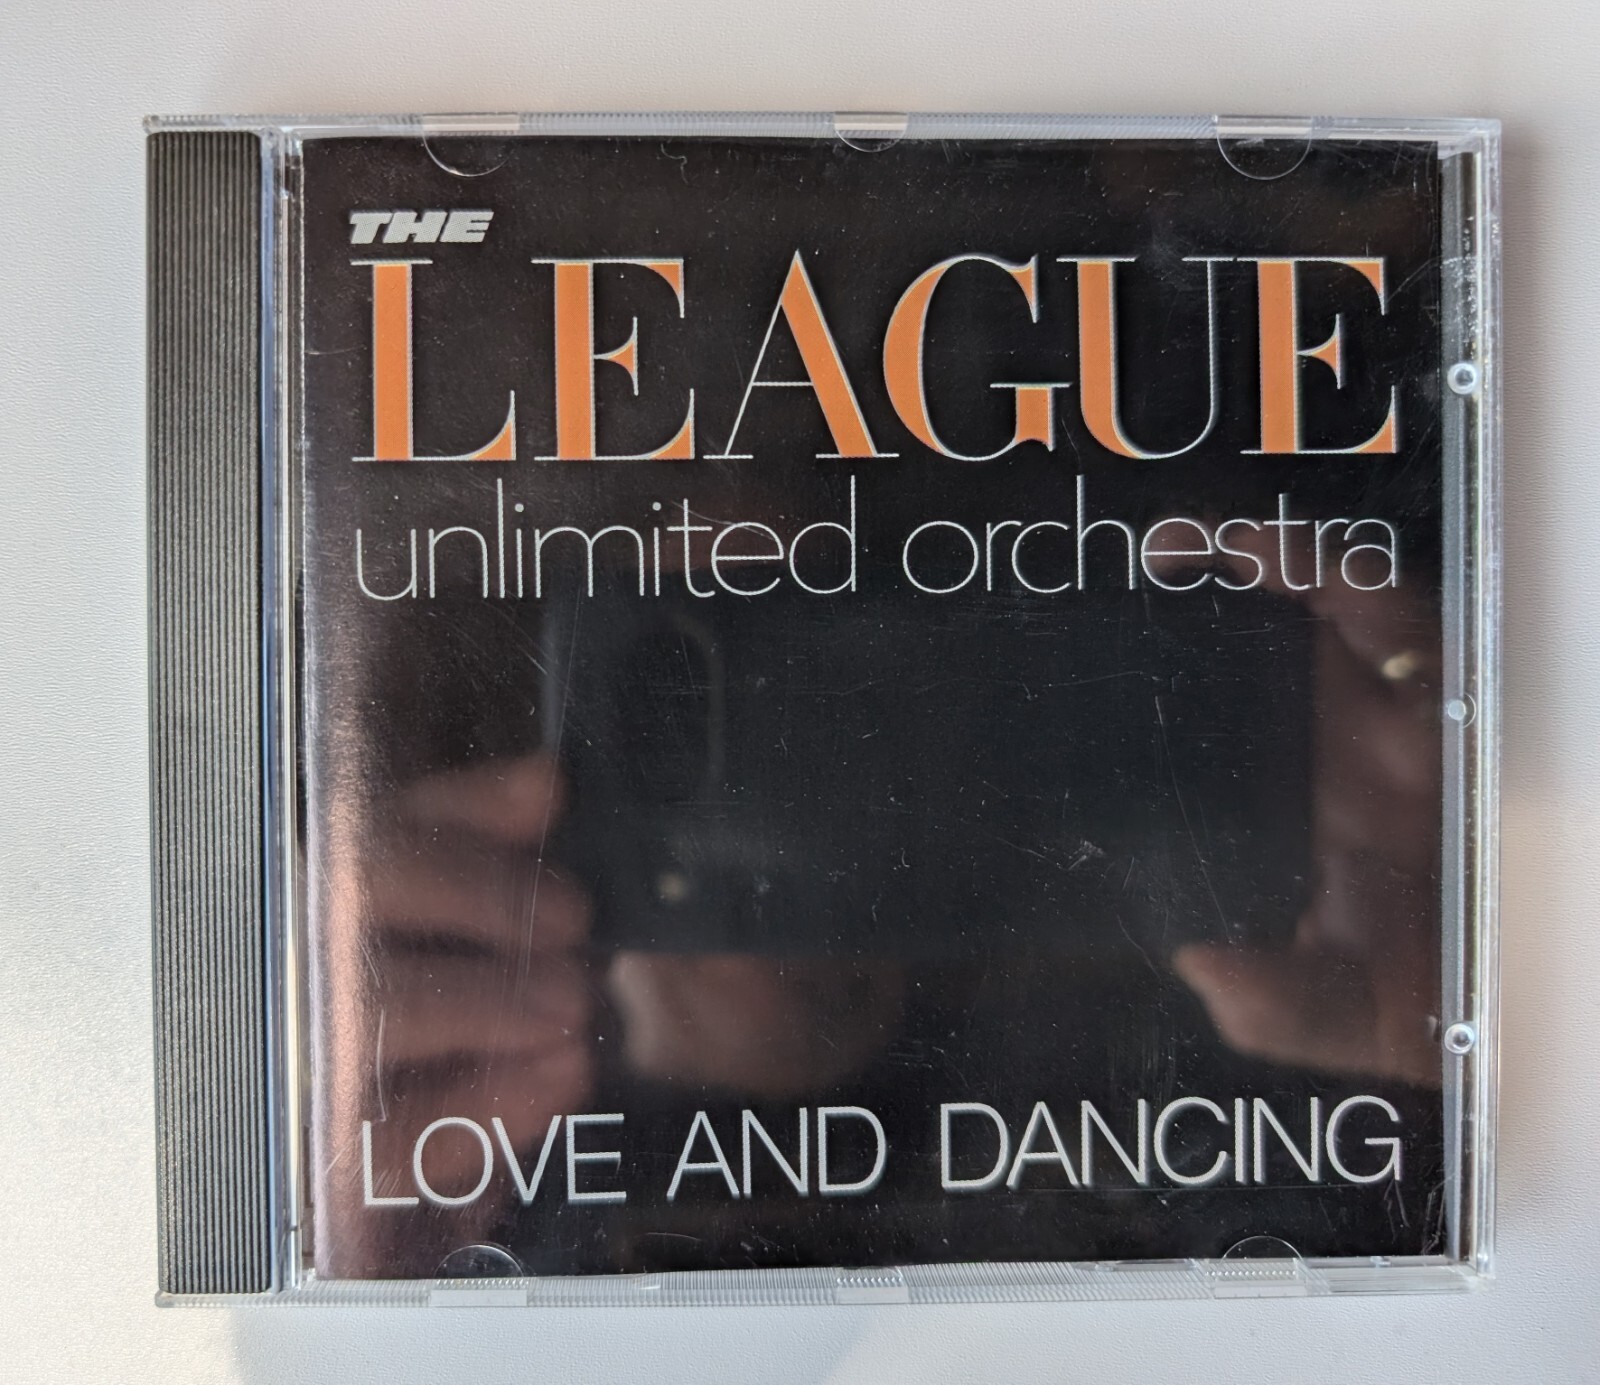 THE
LEAGUE
unlimited orchestra
LOVE AND DANCING